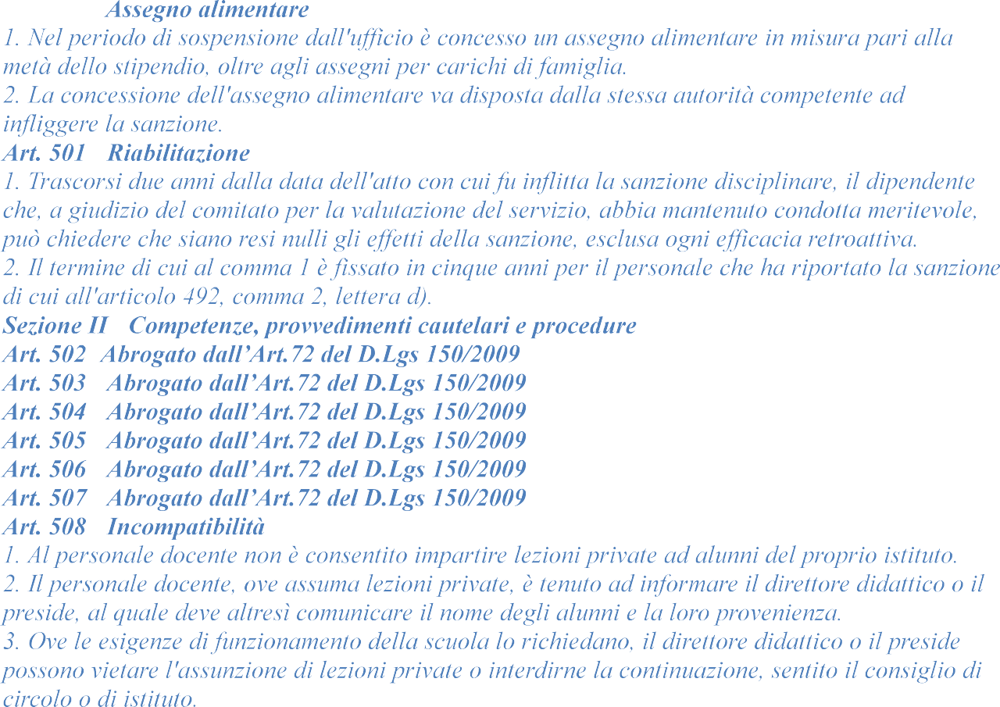 Assegno alimentare
1. Nel periodo di sospensione dall'ufficio è concesso un assegno alimentare in misura pari alla
metà dello stipendio, oltre agli assegni per carichi di famiglia.
2. La concessione dell'assegno alimentare va disposta dalla stessa autorità competente ad
infliggere la sanzione.
Art. 501 Riabilitazione
1. Trascorsi due anni dalla data dell'atto con cui fu inflitta la sanzione disciplinare, il dipendente
che, a giudizio del comitato per la valutazione del servizio, abbia mantenuto condotta meritevole,
può chiedere che siano resi nulli gli effetti della sanzione, esclusa ogni efficacia retroattiva.
2. Il termine di cui al comma 1 è fissato in cinque anni per il personale che ha riportato la sanzione
di cui all'articolo 492, comma 2, lettera d).
Sezione II Competenze, provvedimenti cautelari e procedure
Art. 502 Abrogato dall’Art.72 del D.Lgs 150/2009
Art. 503 Abrogato dall’Art.72 del D.Lgs 150/2009
Art. 504 Abrogato dall’Art.72 del D.Lgs 150/2009
Art. 505 Abrogato dall’Art.72 del D.Lgs 150/2009
Art. 506 Abrogato dall’Art.72 del D.Lgs 150/2009
Art. 507 Abrogato dall’Art.72 del D.Lgs 150/2009
Art. 508 Incompatibilità
1. Al personale docente non è consentito impartire lezioni private ad alunni del proprio istituto.
2. Il personale docente, ove assuma lezioni private, è tenuto ad informare il direttore didattico o il
preside, al quale deve altresì comunicare il nome degli alunni e la loro provenienza.
3. Ove le esigenze di funzionamento della scuola lo richiedano, il direttore didattico o il preside
possono vietare l'assunzione di lezioni private o interdirne la continuazione, sentito il consiglio di
circolo o di istituto.